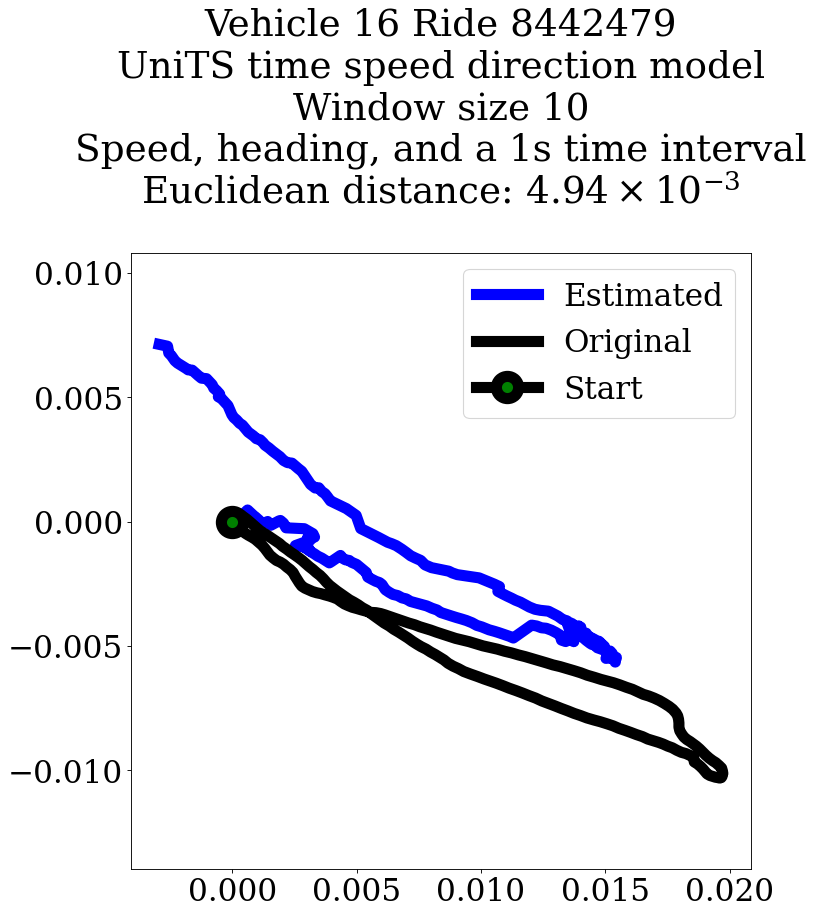 Vehicle 16 Ride 8442479
UniTS time speed direction model
Window size 10
Speed, heading, and a 1s time interval
Euclidean distance: 4.94 × 10⁻³
0.010
0.005
0.000
−0.005
−0.010
Estimated
Original
Start
0.000 0.005 0.010 0.015 0.020